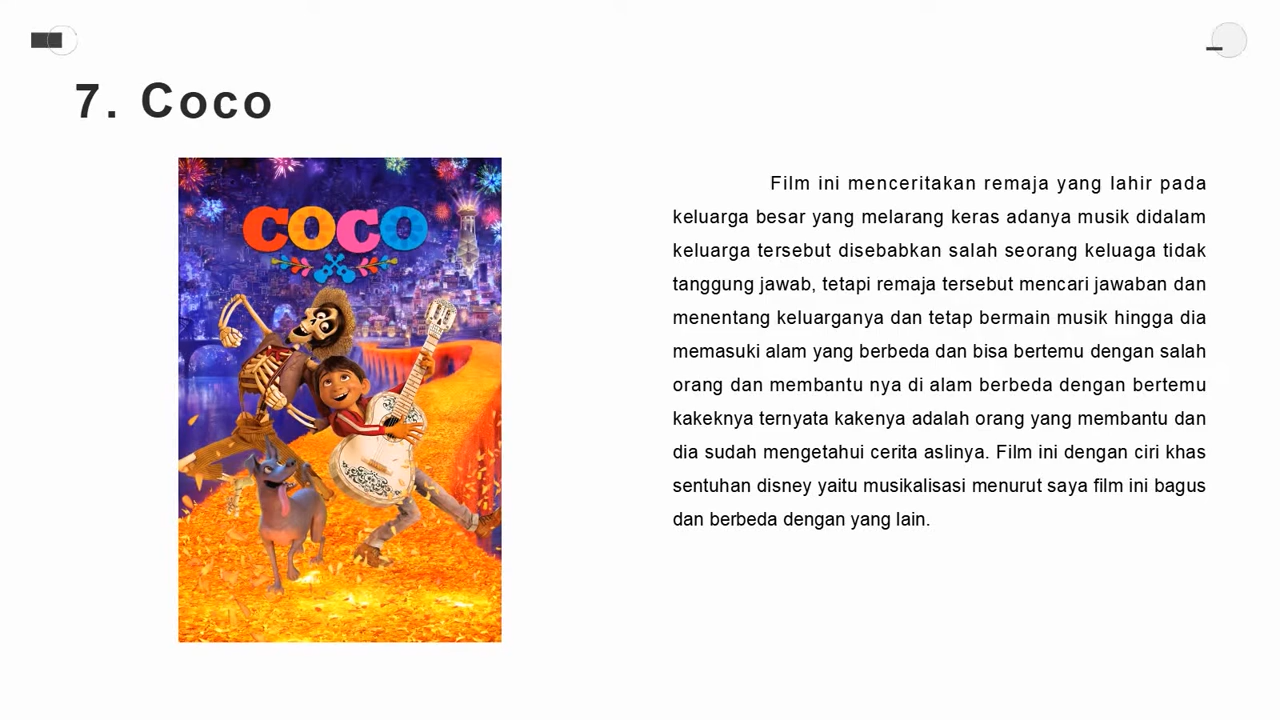 7. Coco
COCO
Film ini menceritakan remaja yang lahir pada
keluarga besar yang melarang keras adanya musik didalam
keluarga tersebut disebabkan salah seorang keluaga tidak
tanggung jawab, tetapi remaja tersebut mencari jawaban dan
menentang keluarganya dan tetap bermain musik hingga dia
memasuki alam yang berbeda dan bisa bertemu dengan salah
orang dan membantu nya di alam berbeda dengan bertemu
kakeknya ternyata kakenya adalah orang yang membantu dan
dia sudah mengetahui cerita aslinya. Film ini dengan ciri khas
sentuhan disney yaitu musikalisasi menurut saya film ini bagus
dan berbeda dengan yang lain.